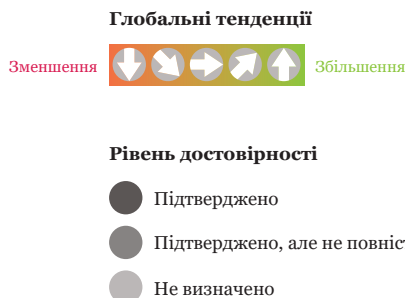 Глобальні тенденції
Зменшення Збільшення
Рівень достовірності
Підтверджено
Підтверджено, але не
Не визначено